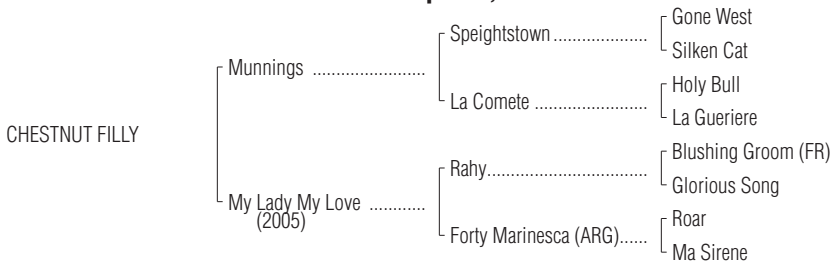 Gone West
Speightstown
Silken Cat
Munnings
Holy Bull
La Comete
La Gueriere
CHESTNUT FILLY
Blushing Groom (FR)
Rahy
Glorious Song
My Lady My Love
(2005)
Roar
Forty Marinesca (ARG)
Ma Sirene